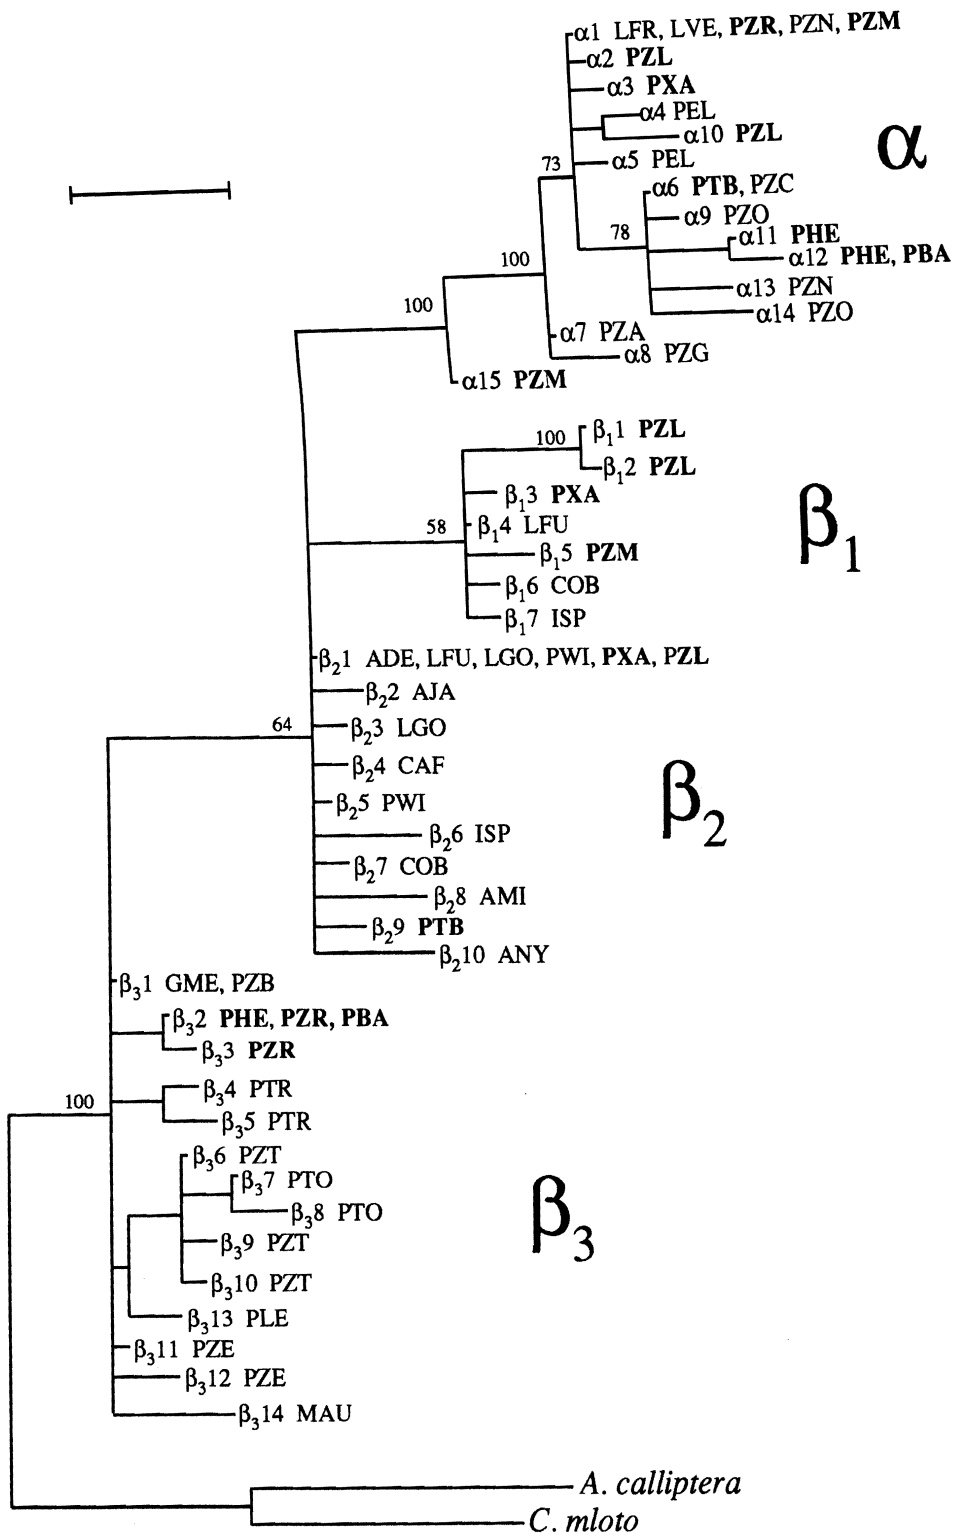 α1 LFR, LVE, PZR, PZN, PZM
α2 PZL
α3 PXA
α4 PEL
α10 PZL
α
73
α5 PEL
α6 PTB, PZC
α9 PZO
78
α11 PHE
α12 PHE, PBA
100
α13 PZN
100
α14 PZO
α7 PZA
α8 PZG
α15 PZM
β₁1 PZL
100
β₁2 PZL
β₁3 PXA
β₁
58
β₁4 LFU
β₁5 PZM
β₁6 COB
β₁7 ISP
β₂1 ADE, LFU, LGO, PWI, PXA, PZL
β₂2 AJA
64
β₂3 LGO
β₂4 CAF
β₂
β₂5 PWI
β₂6 ISP
β₂7 COB
β₂8 AMI
β₂9 PTB
β₂10 ANY
β₃1 GME, PZB
β₃2 PHE, PZR, PBA
β₃3 PZR
β₃4 PTR
100
β₃5 PTR
β₃6 PZT
β₃7 PTO
β₃8 PTO
β₃
β₃9 PZT
β₃10 PZT
β₃13 PLE
β₃11 PZE
β₃12 PZE
β₃14 MAU
A. calliptera
C. mloto